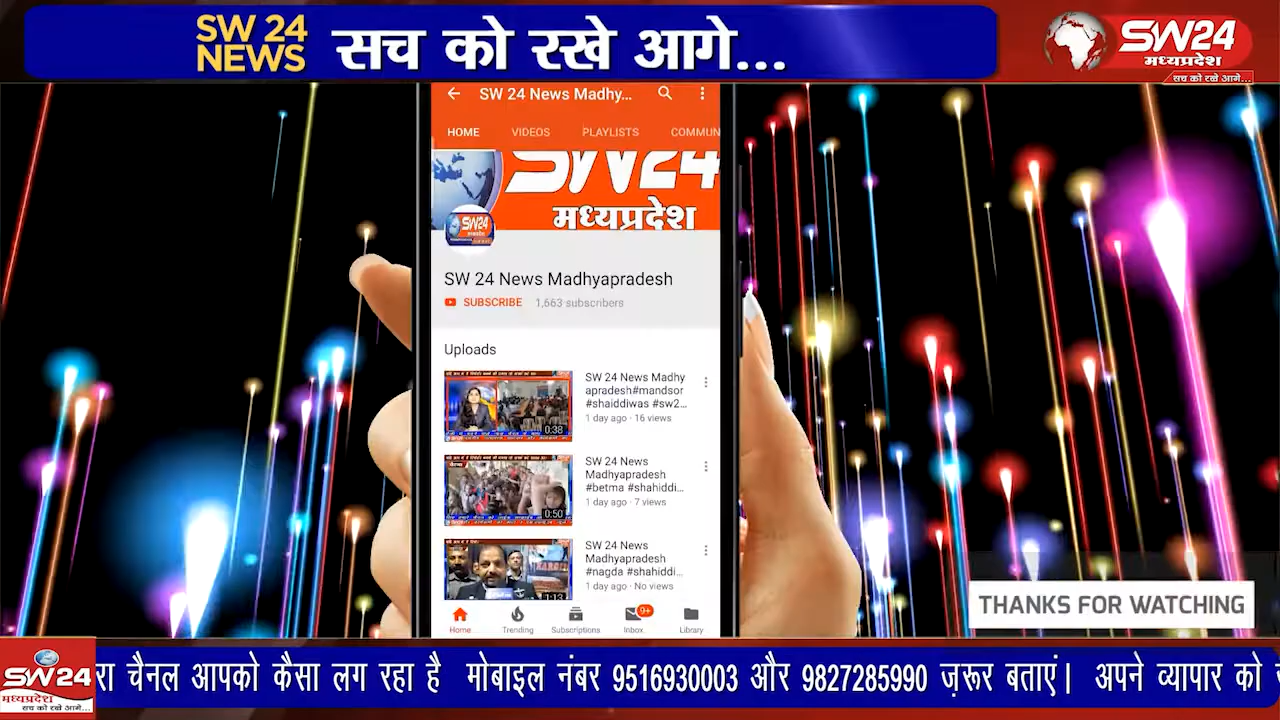 SW 24 NEWS
सच को रखे आगे...
SW24
मध्यप्रदेश
सच को रखे आगे...
SW 24 News Madhy...
HOME VIDEOS PLAYLISTS COMMUN
SW24
मध्यप्रदेश
SW24
SW 24 News Madhyapradesh
SUBSCRIBE 1,663 subscribers
Uploads
SW 24 News Madhy
apradesh#mandsor
#shaiddiwas #sw2...
1 day ago · 16 views
0:38
SW 24 News
Madhyapradesh
#betma #shahiddi...
1 day ago · 7 views
0:50
SW 24 News
Madhyapradesh
#nagda #shahiddi...
1 day ago · No views
1:13
9+
Home Trending Subscriptions Inbox Library
THANKS FOR WATCHING
SW24
मध्यप्रदेश
सच को रखे आगे...
रा चैनल आपको कैसा लग रहा है मोबाइल नंबर 9516930003 और 9827285990 ज़रूर बताएं। अपने व्यापार को